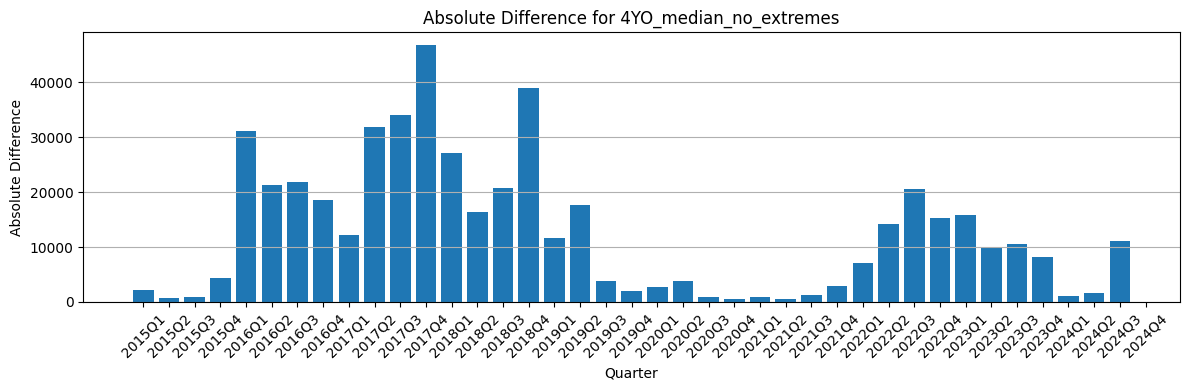 Absolute Difference for 4YO_median_no_extremes
Absolute Difference
40000
30000
20000
10000
0
2015Q1
2015Q2
2015Q3
2015Q4
2016Q1
2016Q2
2016Q3
2016Q4
2017Q1
2017Q2
2017Q3
2017Q4
2018Q1
2018Q2
2018Q3
2018Q4
2019Q1
2019Q2
2019Q3
2019Q4
2020Q1
2020Q2
2020Q3
2020Q4
2021Q1
2021Q2
2021Q3
2021Q4
2022Q1
2022Q2
2022Q3
2022Q4
2023Q1
2023Q2
2023Q3
2023Q4
2024Q1
2024Q2
2024Q3
2024Q4
Quarter